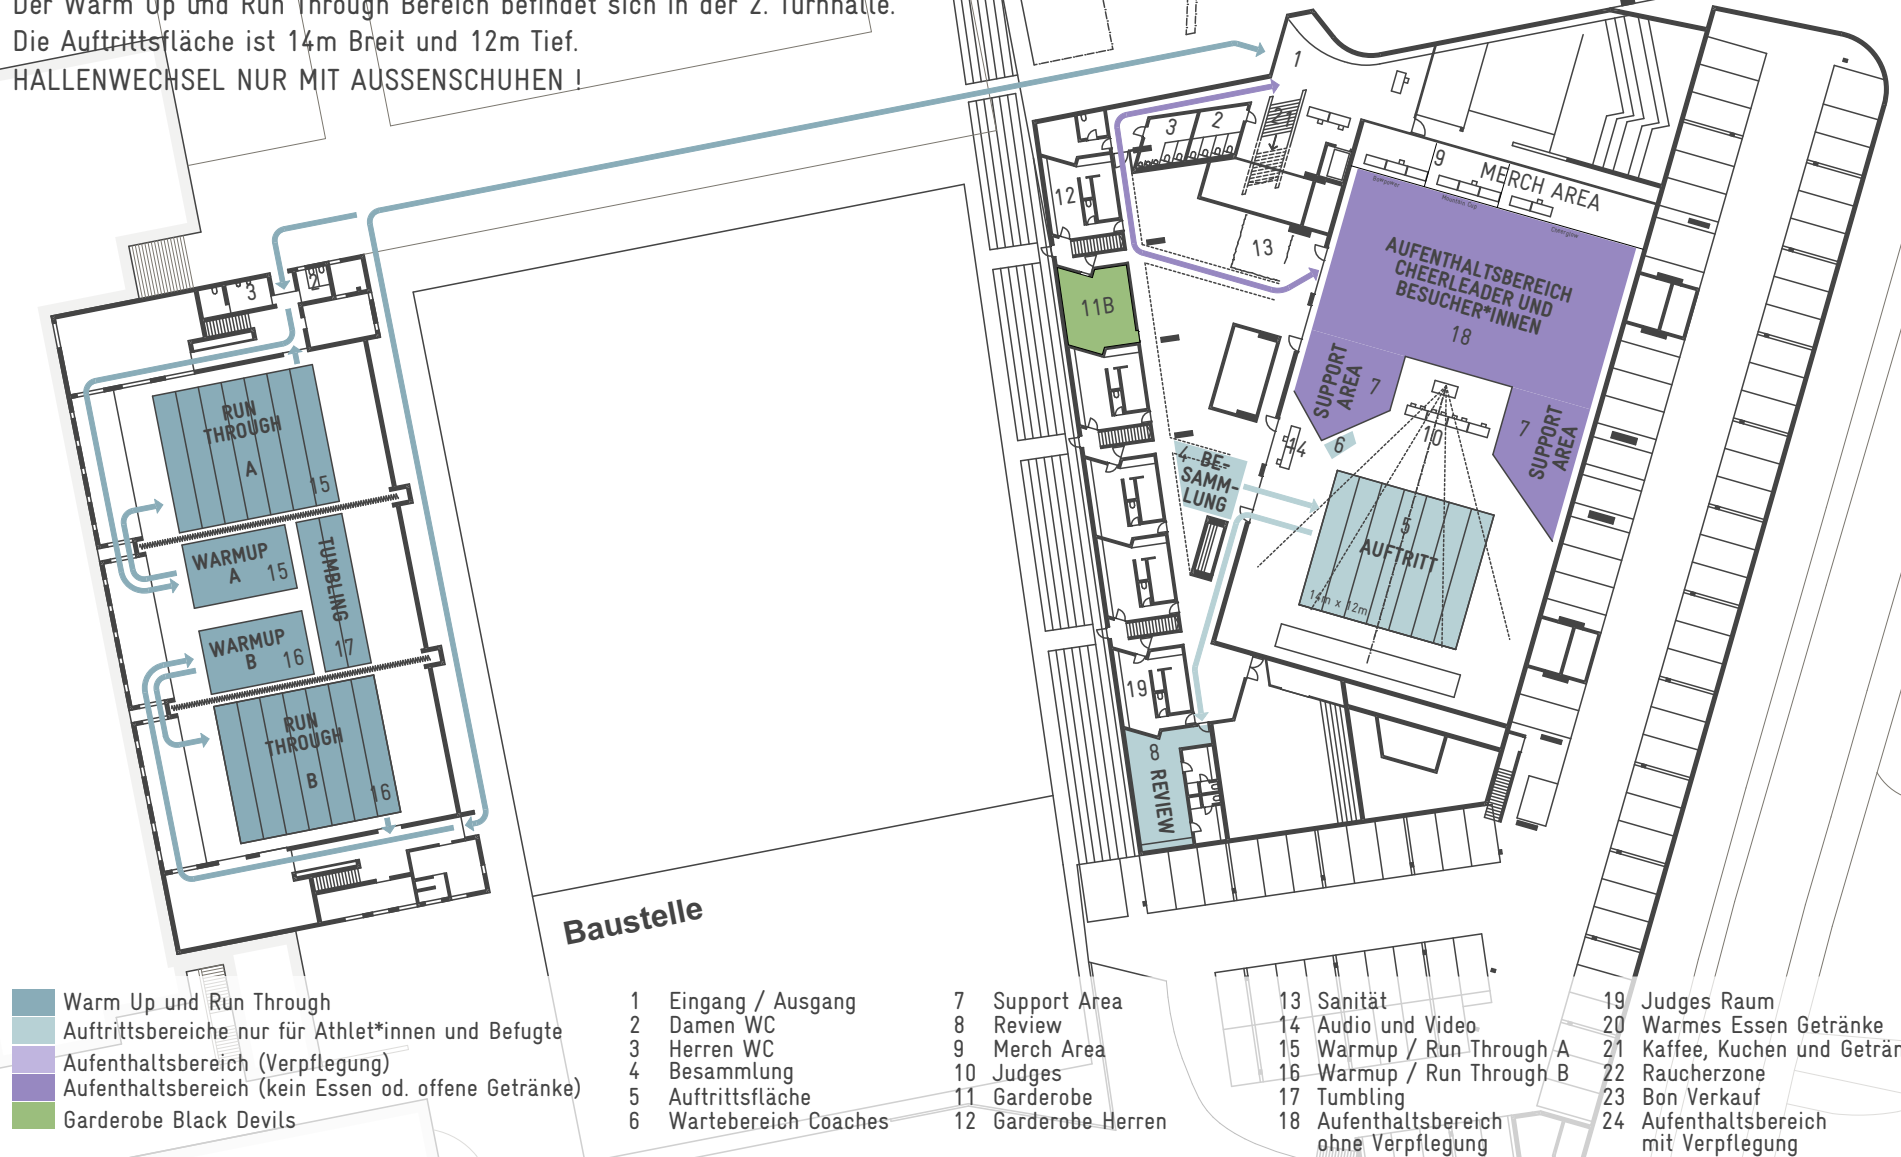 Der Warm Up und Run Through Bereich befindet sich in der 2. Turnhalle.
Die Auftrittsfläche ist 14m Breit und 12m Tief.
HALLENWECHSEL NUR MIT AUSSENSCHUHEN !
1
3
2
21
9
MERCH AREA
12
13
11B
AUFENTHALTSBEREICH
CHEERLEADER UND
BESUCHER*INNEN
18
SUPPORT
AREA
7
7
SUPPORT
AREA
10
14
6
4 BE-
SAMM-
LUNG
5
AUFTRITT
14m x 12m
19
8
REVIEW
3
2
RUN
THROUGH
A
15
WARMUP
A
15
TUMBLING
17
WARMUP
B
16
RUN
THROUGH
B
16
Baustelle
Warm Up und Run Through
Auftrittsbereiche nur für Athlet*innen und Befugte
Aufenthaltsbereich (Verpflegung)
Aufenthaltsbereich (kein Essen od. offene Getränke)
Garderobe Black Devils
1 Eingang / Ausgang
2 Damen WC
3 Herren WC
4 Besammlung
5 Auftrittsfläche
6 Wartebereich Coaches
7 Support Area
8 Review
9 Merch Area
10 Judges
11 Garderobe
12 Garderobe Herren
13 Sanität
14 Audio und Video
15 Warmup / Run Through A
16 Warmup / Run Through B
17 Tumbling
18 Aufenthaltsbereich
ohne Verpflegung
19 Judges Raum
20 Warmes Essen Getränke
21 Kaffee, Kuchen und Geträn
22 Raucherzone
23 Bon Verkauf
24 Aufenthaltsbereich
mit Verpflegung